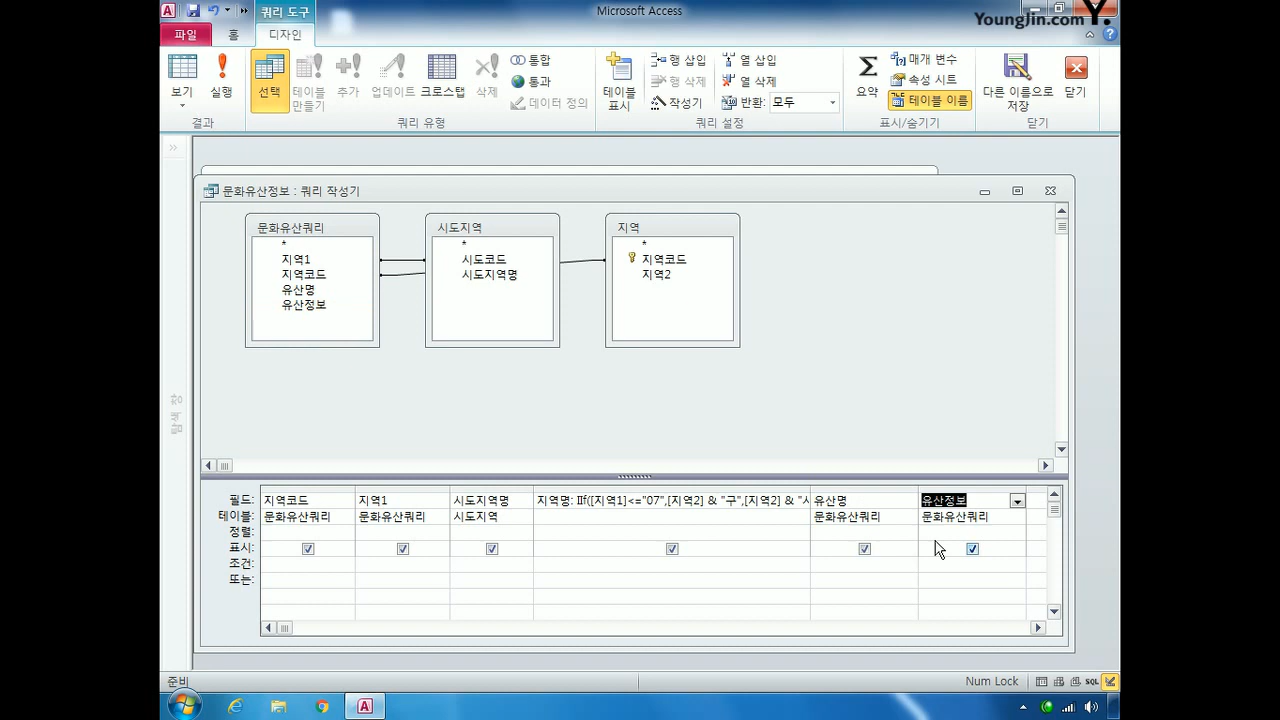 쿼리 도구
Microsoft Access
YoungJin.com Y.
파일
홈
디자인
보기
실행
선택
테이블 만들기
추가
업데이트
크로스탭
삭제
통합
통과
데이터 정의
테이블 표시
행 삽입
행 삭제
작성기
열 삽입
열 삭제
반환: 모두
요약
매개 변수
속성 시트
테이블 이름
다른 이름으로 저장
닫기
결과
쿼리 유형
쿼리 설정
표시/숨기기
닫기
탐색 창
문화유산정보 : 쿼리 작성기
문화유산쿼리
*
지역1
지역코드
유산명
유산정보
시도지역
*
시도코드
시도지역명
지역
*
지역코드
지역2
필드: 지역코드 지역1 시도지역명 지역명: IIf([지역1]<="07",[지역2] & "구",[지역2] & "시 유산명 유산정보
테이블: 문화유산쿼리 문화유산쿼리 시도지역 문화유산쿼리 문화유산쿼리
정렬:
표시:
조건:
또는:
준비
Num Lock
SQL